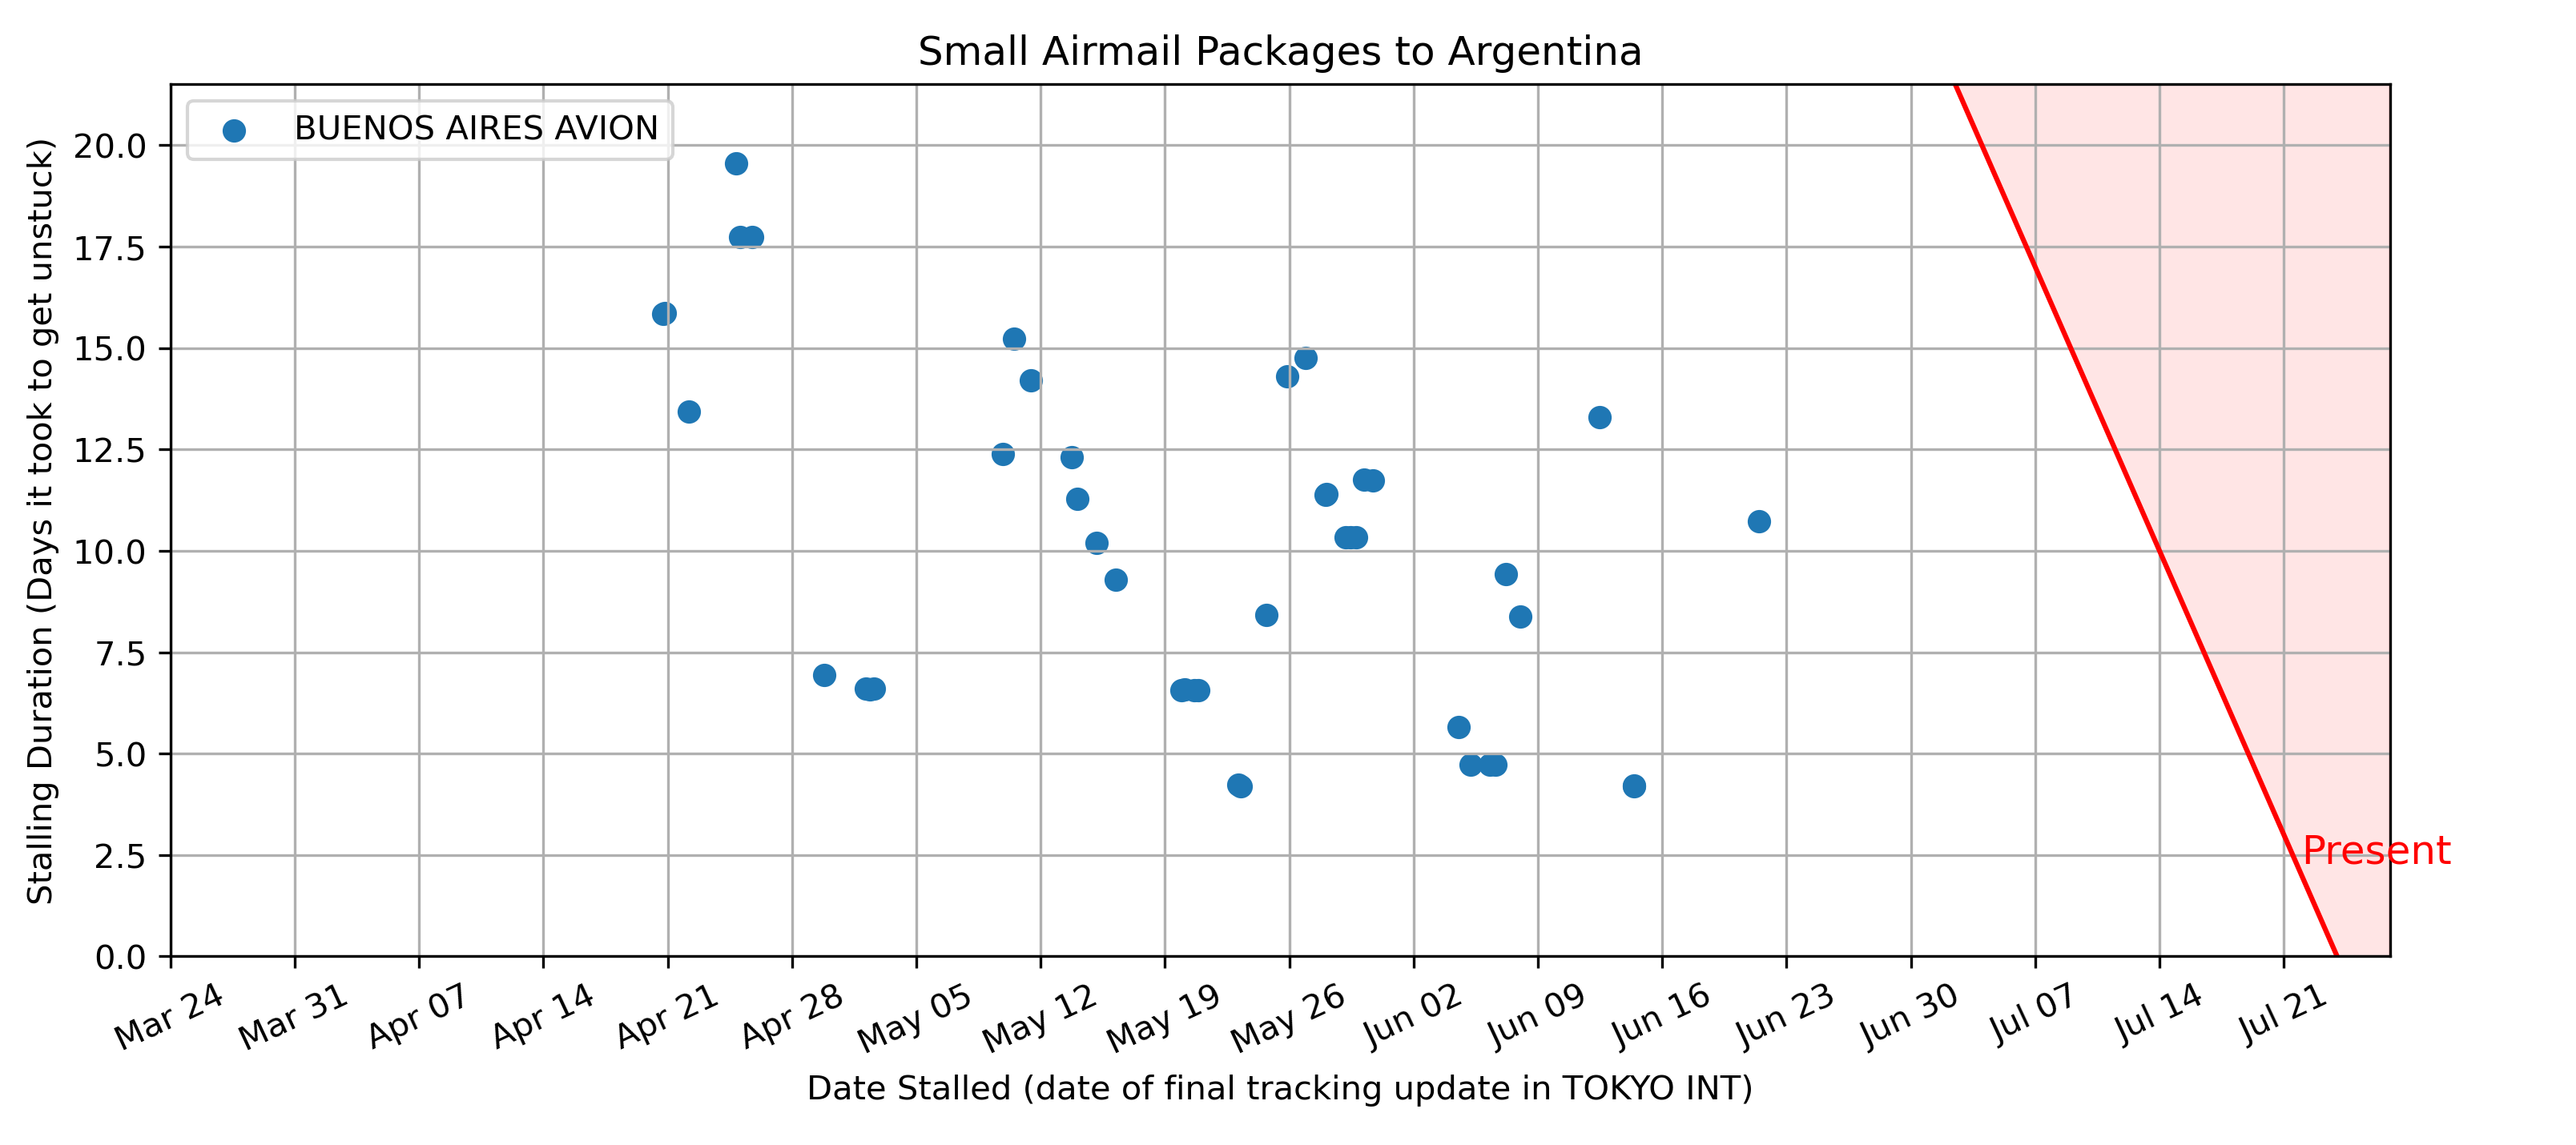 Small Airmail Packages to Argentina
BUENOS AIRES AVION
Stalling Duration (Days it took to get unstuck)
20.0
17.5
15.0
12.5
10.0
7.5
5.0
2.5
0.0
Present
Mar 24
Mar 31
Apr 07
Apr 14
Apr 21
Apr 28
May 05
May 12
May 19
May 26
Jun 02
Jun 09
Jun 16
Jun 23
Jun 30
Jul 07
Jul 14
Jul 21
Date Stalled (date of final tracking update in TOKYO INT)